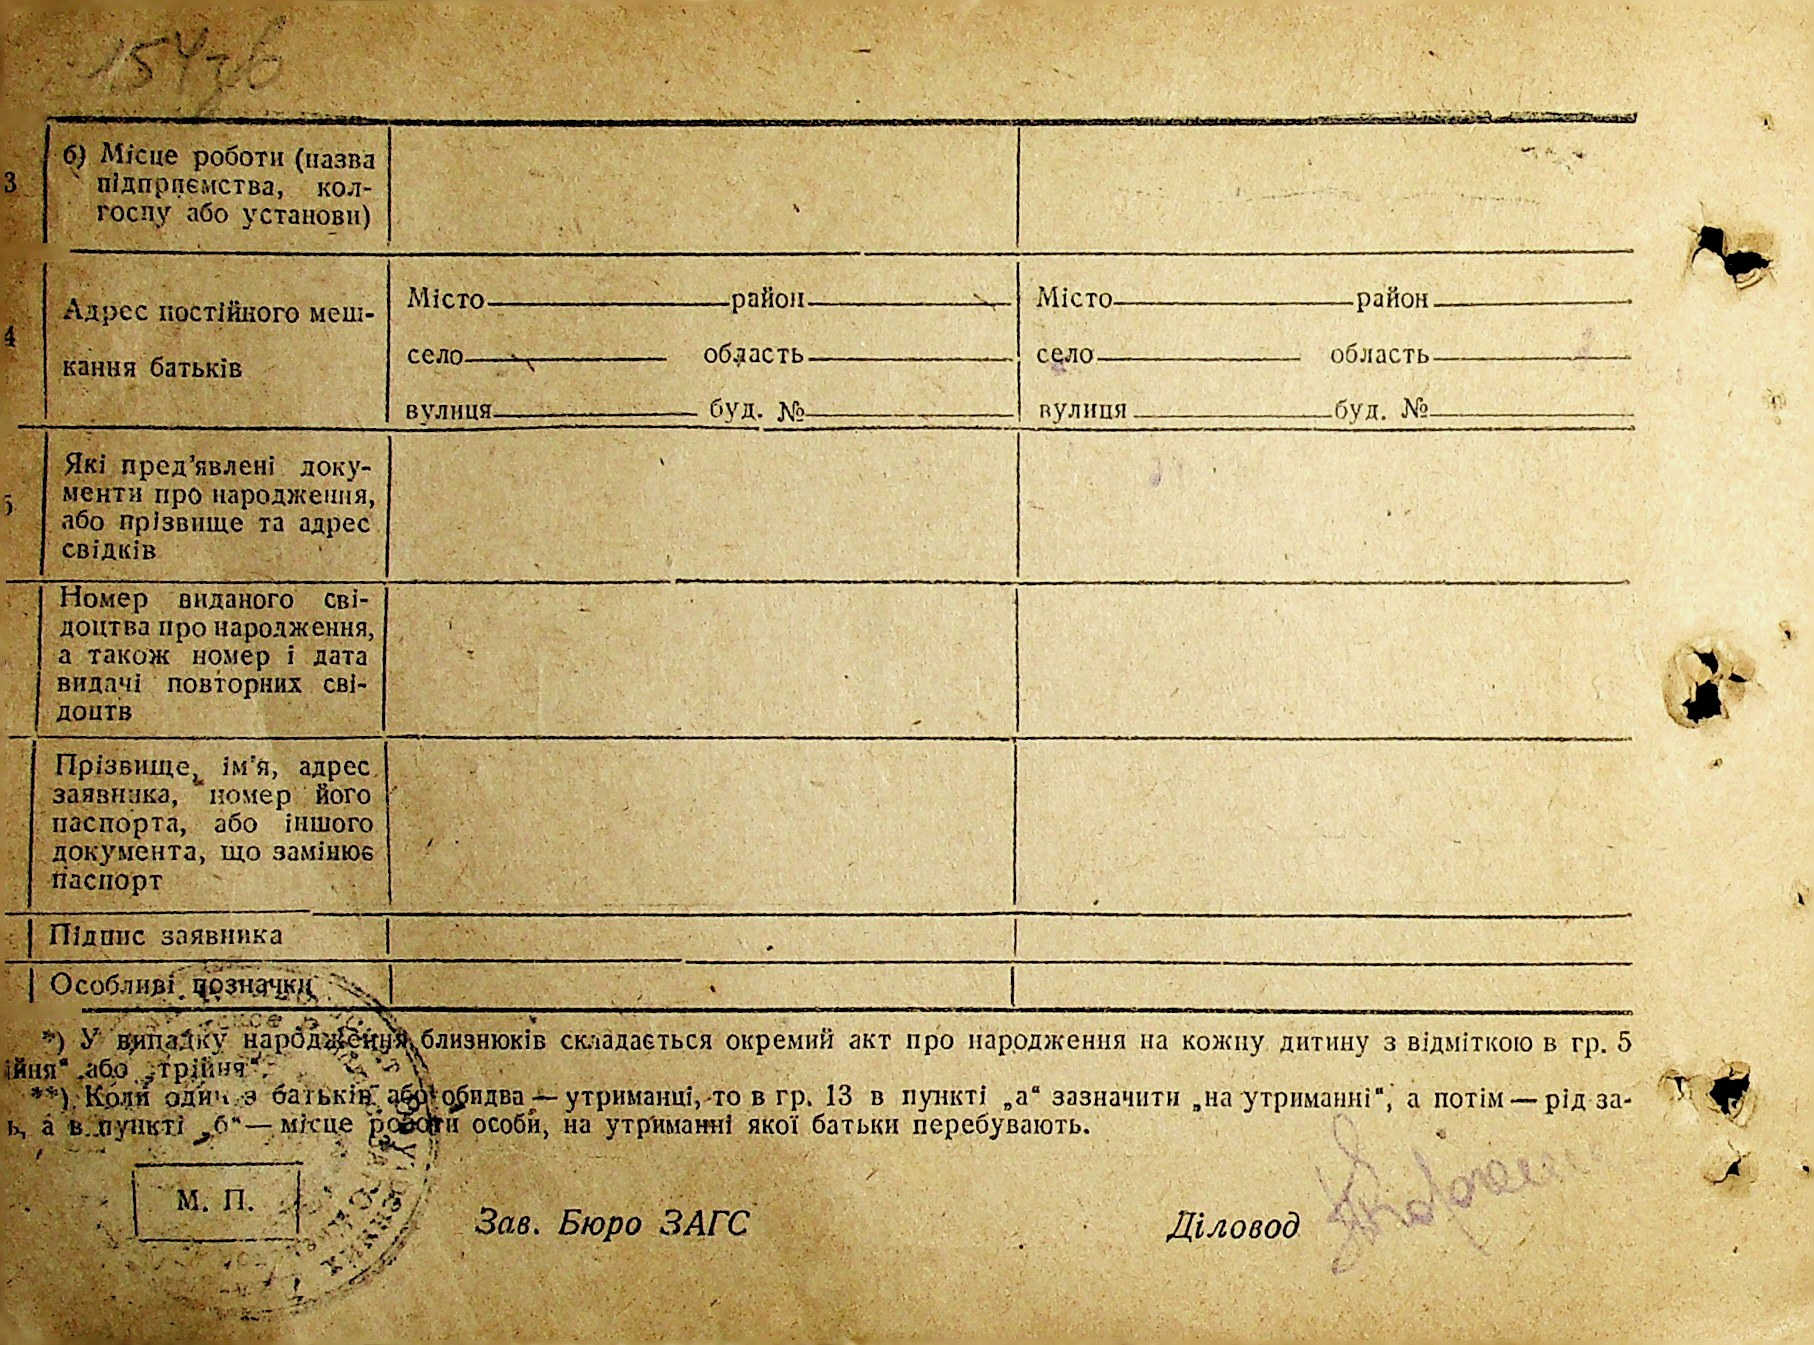 154зв
3 б) Місце роботи (назва
підприємства, кол-
госпу або установи)
4 Адрес постійного меш-
кання батьків
Місто район Місто район
село область село область
вулиця буд. № вулиця буд. №
5 Які пред’явлені доку-
менти про народження,
або прізвище та адрес
свідків
Номер виданого сві-
доцтва про народження,
а також номер і дата
видачі повторних сві-
доцтв
Прізвище, ім’я, адрес
заявника, номер його
паспорта, або іншого
документа, що замінює
паспорт
Підпис заявника
Особливі позначки
*) У випадку народження близнюків складається окремий акт про народження на кожну дитину з відміткою в гр. 5
ійня“ або „трійня“.
**) Коли один з батьків або обидва — утриманці, то в гр. 13 в пункті „а“ зазначити „на утриманні“, а потім — рід за-
ь, а в пункті „б“ — місце роботи особи, на утриманні якої батьки перебувають.
М. П.
Зав. Бюро ЗАГС Діловод